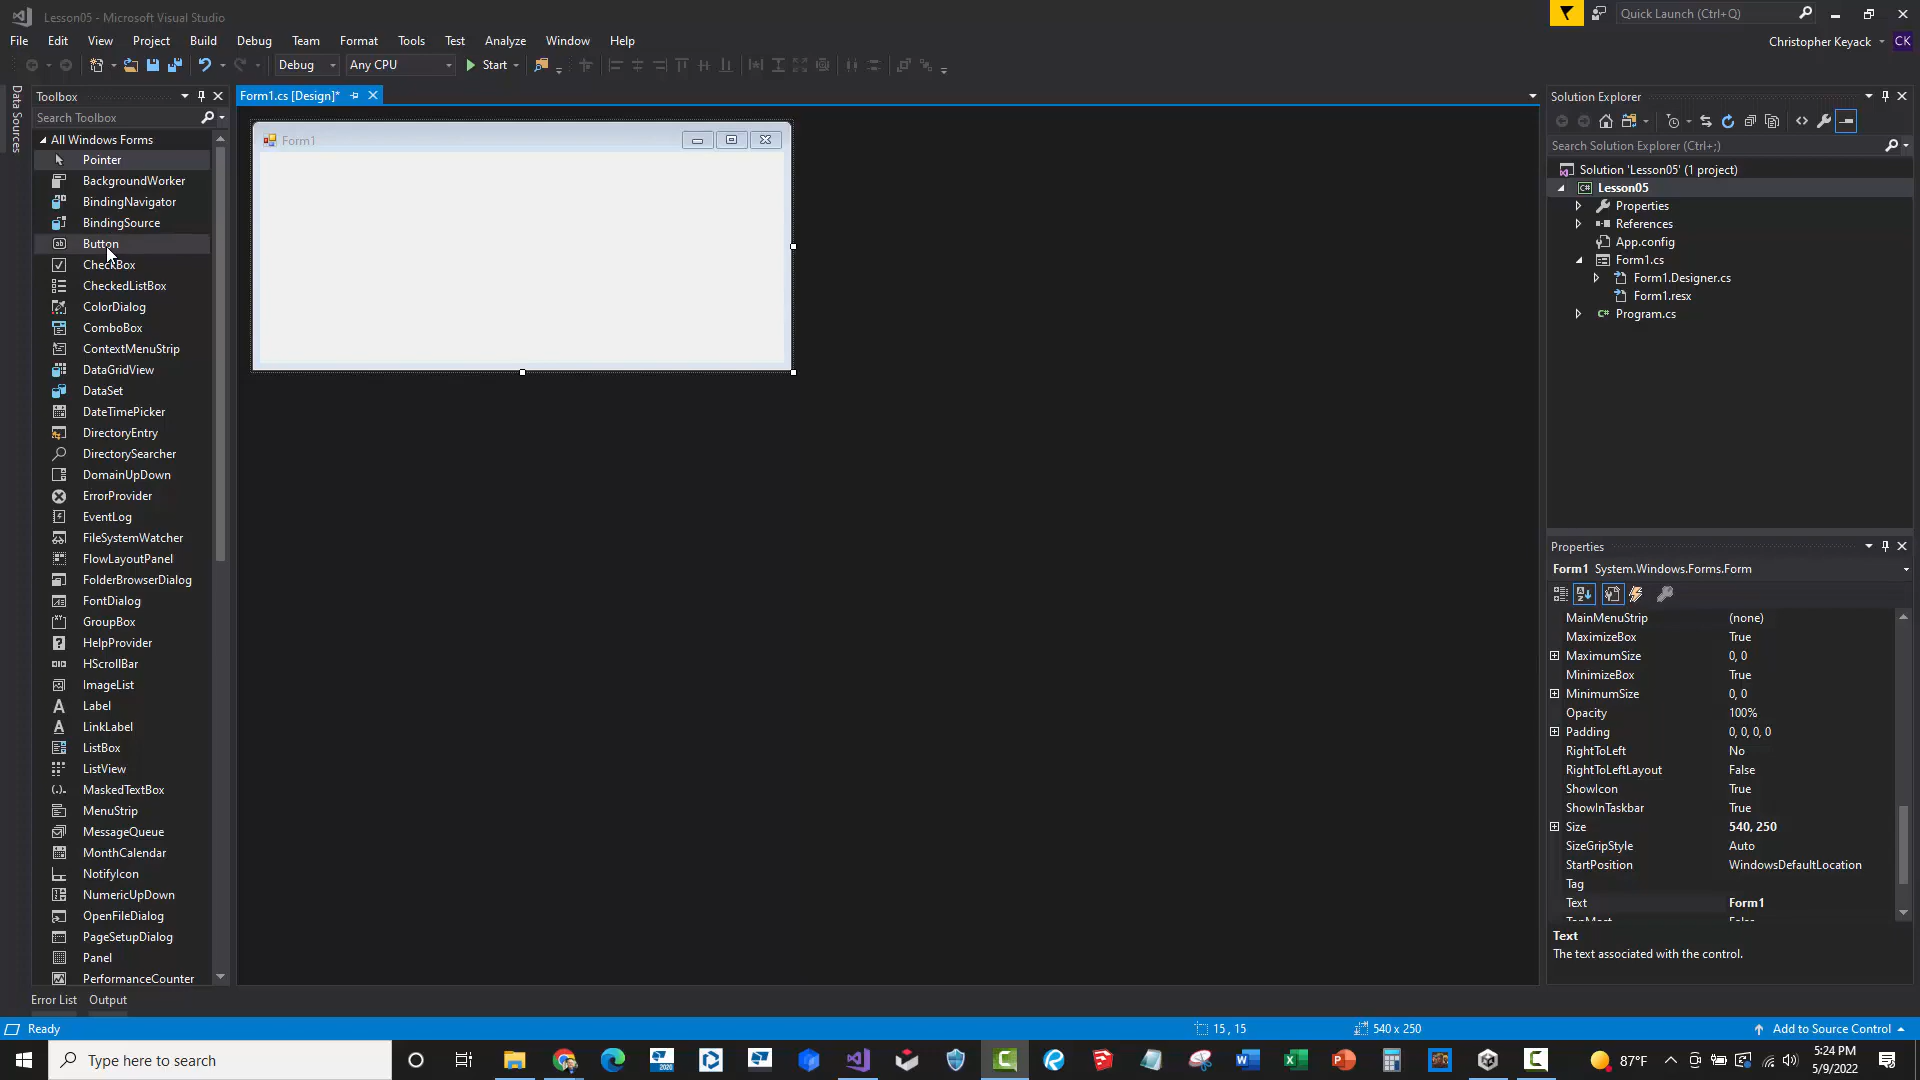 Lesson05 - Microsoft Visual Studio
Quick Launch (Ctrl+Q)
File Edit View Project Build Debug Team Format Tools Test Analyze Window Help
Christopher Keyack CK
Debug Any CPU Start
Data Sources
Toolbox
Search Toolbox
All Windows Forms
Pointer
BackgroundWorker
BindingNavigator
BindingSource
Button
CheckBox
CheckedListBox
ColorDialog
ComboBox
ContextMenuStrip
DataGridView
DataSet
DateTimePicker
DirectoryEntry
DirectorySearcher
DomainUpDown
ErrorProvider
EventLog
FileSystemWatcher
FlowLayoutPanel
FolderBrowserDialog
FontDialog
GroupBox
HelpProvider
HScrollBar
ImageList
Label
LinkLabel
ListBox
ListView
MaskedTextBox
MenuStrip
MessageQueue
MonthCalendar
NotifyIcon
NumericUpDown
OpenFileDialog
PageSetupDialog
Panel
PerformanceCounter
Form1.cs [Design]*
Form1
Solution Explorer
Search Solution Explorer (Ctrl+;)
Solution 'Lesson05' (1 project)
Lesson05
Properties
References
App.config
Form1.cs
Form1.Designer.cs
Form1.resx
Program.cs
Properties
Form1 System.Windows.Forms.Form
MainMenuStrip (none)
MaximizeBox True
MaximumSize 0, 0
MinimizeBox True
MinimumSize 0, 0
Opacity 100%
Padding 0, 0, 0, 0
RightToLeft No
RightToLeftLayout False
ShowIcon True
ShowInTaskbar True
Size 540, 250
SizeGripStyle Auto
StartPosition WindowsDefaultLocation
Tag
Text Form1
TopMost False
Text
The text associated with the control.
Error List Output
Ready
15 , 15
540 x 250
Add to Source Control
Type here to search
87°F
5:24 PM
5/9/2022